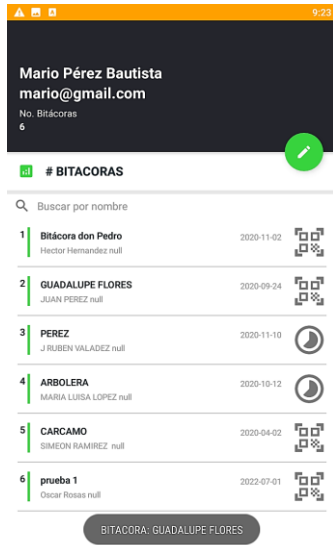 9:23
Mario Pérez Bautista
mario@gmail.com
No. Bitácoras
6
# BITACORAS
Buscar por nombre
1 Bitácora don Pedro 2020-11-02
Hector Hernandez null
2 GUADALUPE FLORES 2020-09-24
JUAN PEREZ null
3 PEREZ 2020-11-10
J RUBEN VALADEZ null
4 ARBOLERA 2020-10-12
MARIA LUISA LOPEZ null
5 CARCAMO 2020-04-02
SIMEON RAMIREZ null
6 prueba 1 2022-07-01
Oscar Rosas null
BITACORA: GUADALUPE FLORES